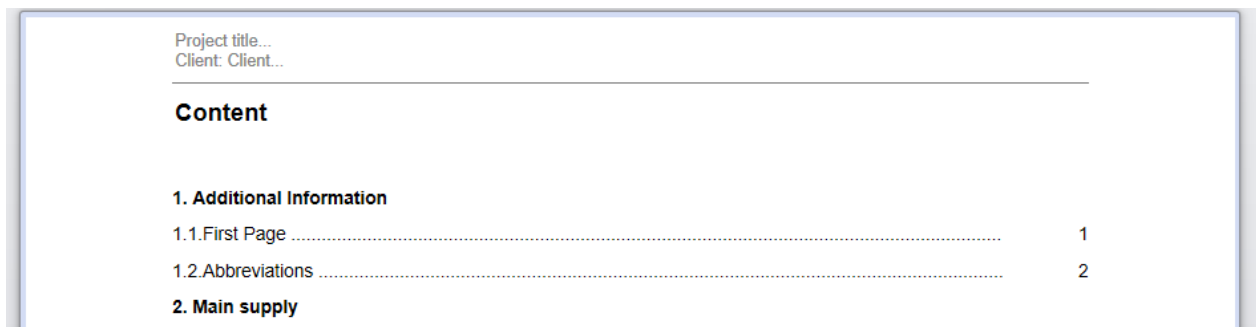 Project title...
Client: Client...
Content
1. Additional Information
1.1.First Page ........................................................................................................................................ 1
1.2.Abbreviations .................................................................................................................................. 2
2. Main supply